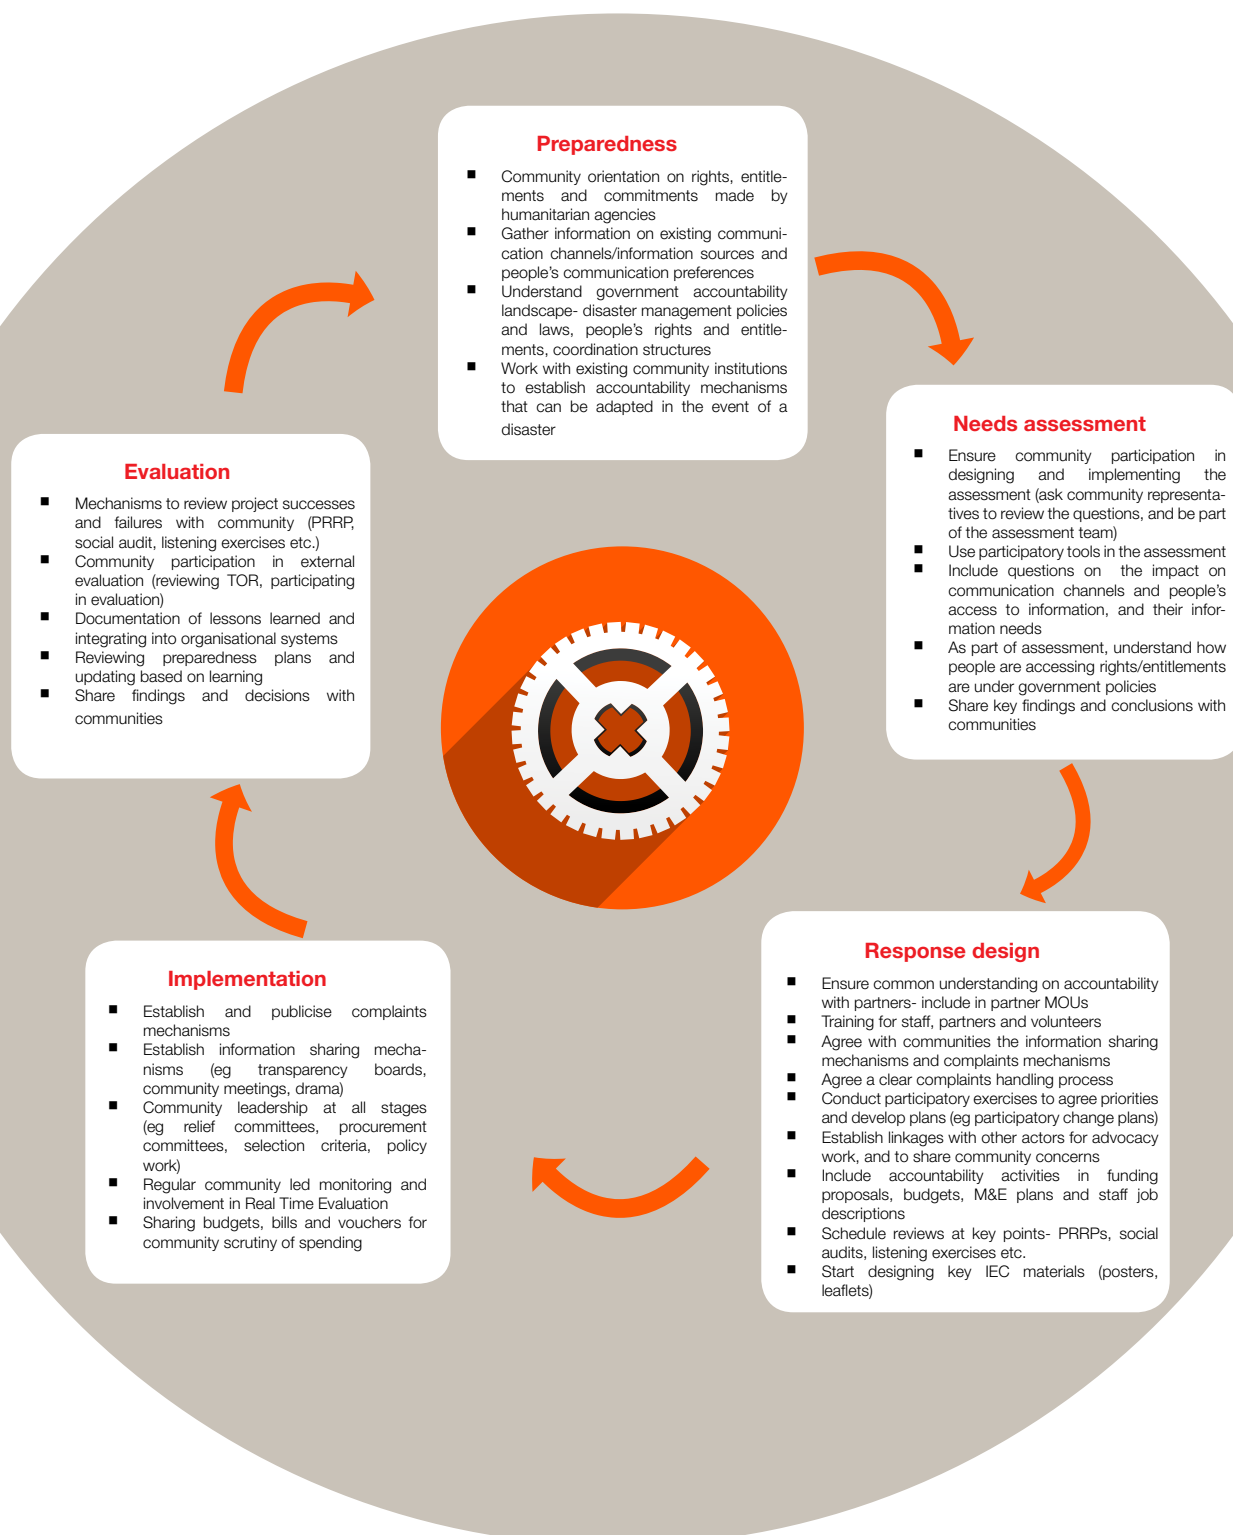 Preparedness
■ Community orientation on rights, entitle-
ments and commitments made by
humanitarian agencies
■ Gather information on existing communi-
cation channels/information sources and
people's communication preferences
■ Understand government accountability
landscape- disaster management policies
and laws, people's rights and entitle-
ments, coordination structures
■ Work with existing community institutions
to establish accountability mechanisms
that can be adapted in the event of a
disaster
Needs assessment
■ Ensure community participation in
designing and implementing the
assessment (ask community representa-
tives to review the questions, and be part
of the assessment team)
■ Use participatory tools in the assessment
■ Include questions on the impact on
communication channels and people's
access to information, and their infor-
mation needs
■ As part of assessment, understand how
people are accessing rights/entitlements
are under government policies
■ Share key findings and conclusions with
communities
Response design
■ Ensure common understanding on accountability
with partners- include in partner MOUs
■ Training for staff, partners and volunteers
■ Agree with communities the information sharing
mechanisms and complaints mechanisms
■ Agree a clear complaints handling process
■ Conduct participatory exercises to agree priorities
and develop plans (eg participatory change plans)
■ Establish linkages with other actors for advocacy
work, and to share community concerns
■ Include accountability activities in funding
proposals, budgets, M&E plans and staff job
descriptions
■ Schedule reviews at key points- PRRPs, social
audits, listening exercises etc.
■ Start designing key IEC materials (posters,
leaflets)
Implementation
■ Establish and publicise complaints
mechanisms
■ Establish information sharing mecha-
nisms (eg transparency boards,
community meetings, drama)
■ Community leadership at all stages
(eg relief committees, procurement
committees, selection criteria, policy
work)
■ Regular community led monitoring and
involvement in Real Time Evaluation
■ Sharing budgets, bills and vouchers for
community scrutiny of spending
Evaluation
■ Mechanisms to review project successes
and failures with community (PRRP,
social audit, listening exercises etc.)
■ Community participation in external
evaluation (reviewing TOR, participating
in evaluation)
■ Documentation of lessons learned and
integrating into organisational systems
■ Reviewing preparedness plans and
updating based on learning
■ Share findings and decisions with
communities